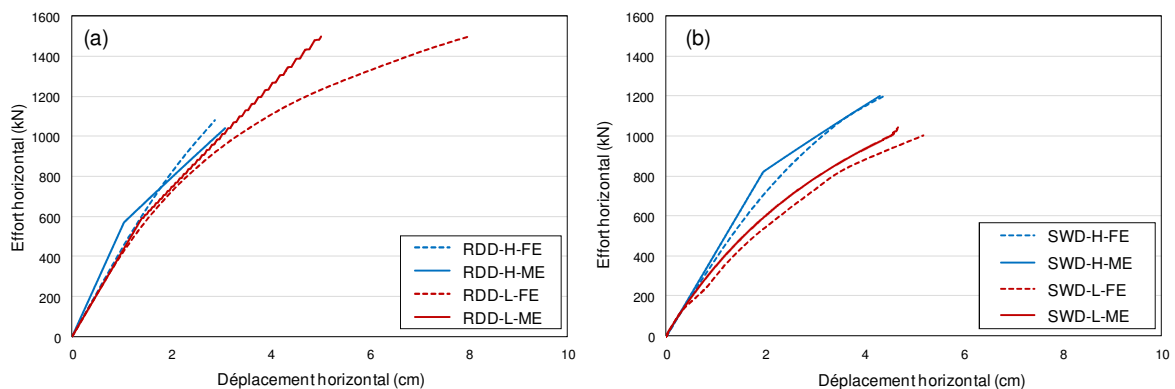 (a)
Effort horizontal (kN)
1600
1400
1200
1000
800
600
400
200
0
RDD-H-FE
RDD-H-ME
RDD-L-FE
RDD-L-ME
0 2 4 6 8 10
Déplacement horizontal (cm)
(b)
Effort horizontal (kN)
1600
1400
1200
1000
800
600
400
200
0
SWD-H-FE
SWD-H-ME
SWD-L-FE
SWD-L-ME
0 2 4 6 8 10
Déplacement horizontal (cm)